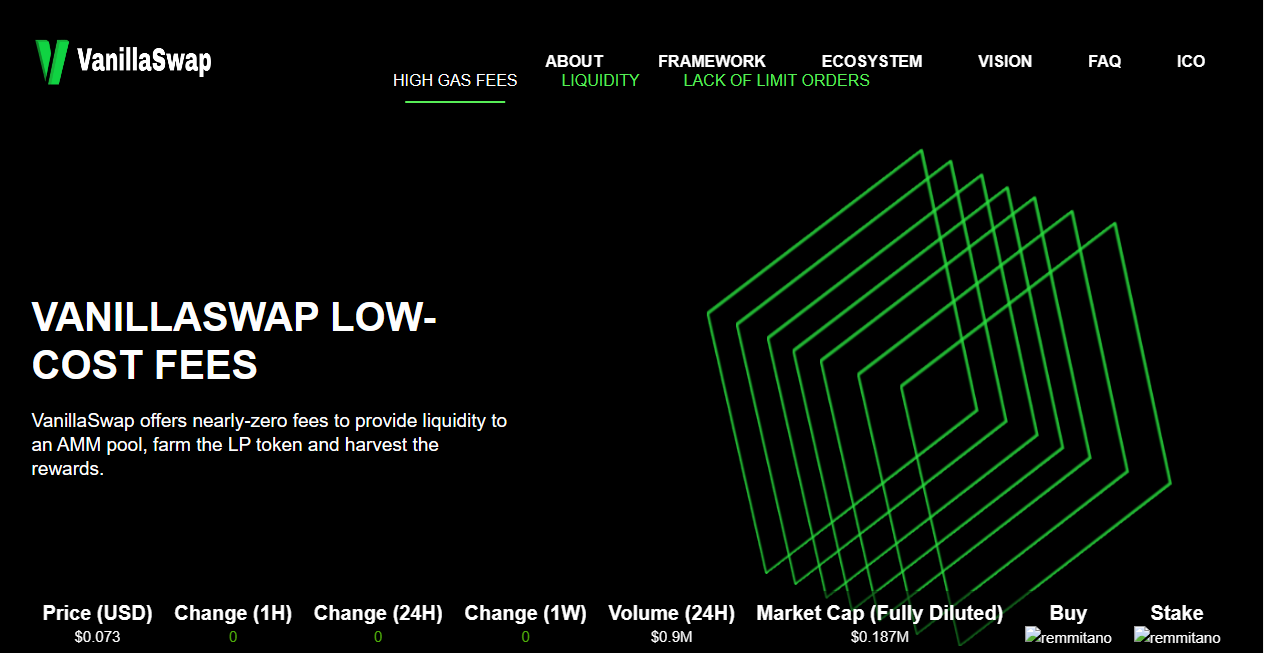 VanillaSwap
ABOUT FRAMEWORK ECOSYSTEM VISION FAQ ICO
HIGH GAS FEES LIQUIDITY LACK OF LIMIT ORDERS
VANILLASWAP LOW-
COST FEES
VanillaSwap offers nearly-zero fees to provide liquidity to
an AMM pool, farm the LP token and harvest the
rewards.
Price (USD) Change (1H) Change (24H) Change (1W) Volume (24H) Market Cap (Fully Diluted) Buy Stake
$0.073 0 0 0 $0.9M $0.187M remmitano remmitano